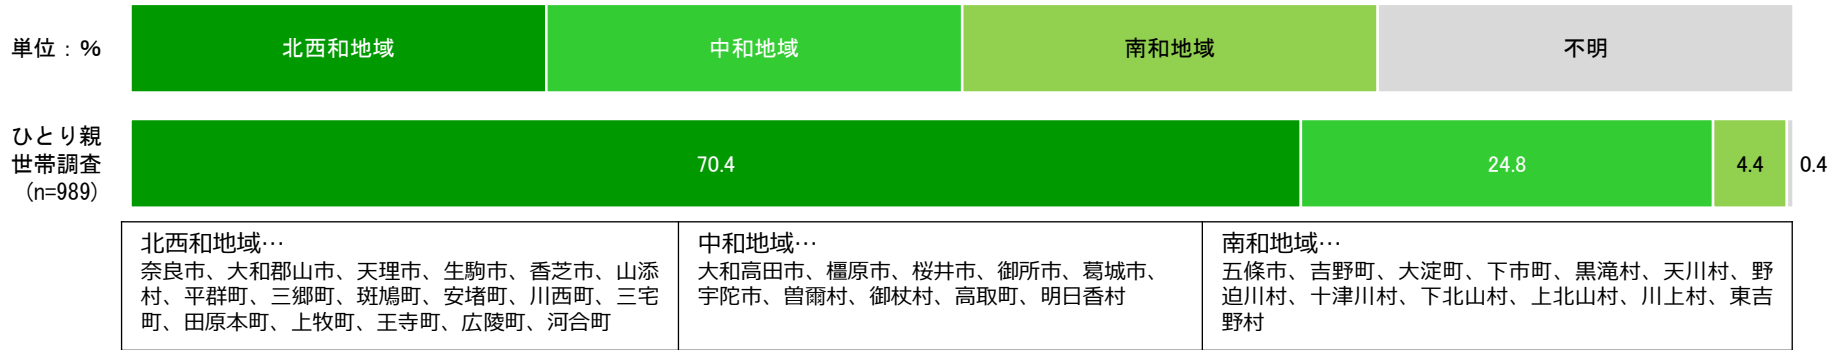 単位：% 北西和地域 中和地域 南和地域 不明
ひとり親
世帯調査
(n=989)
70.4 24.8 4.4 0.4
北西和地域…
奈良市、大和郡山市、天理市、生駒市、香芝市、山添
村、平群町、三郷町、斑鳩町、安堵町、川西町、三宅
町、田原本町、上牧町、王寺町、広陵町、河合町
中和地域…
大和高田市、橿原市、桜井市、御所市、葛城市、
宇陀市、曽爾村、御杖村、高取町、明日香村
南和地域…
五條市、吉野町、大淀町、下市町、黒滝村、天川村、野
迫川村、十津川村、下北山村、上北山村、川上村、東吉
野村